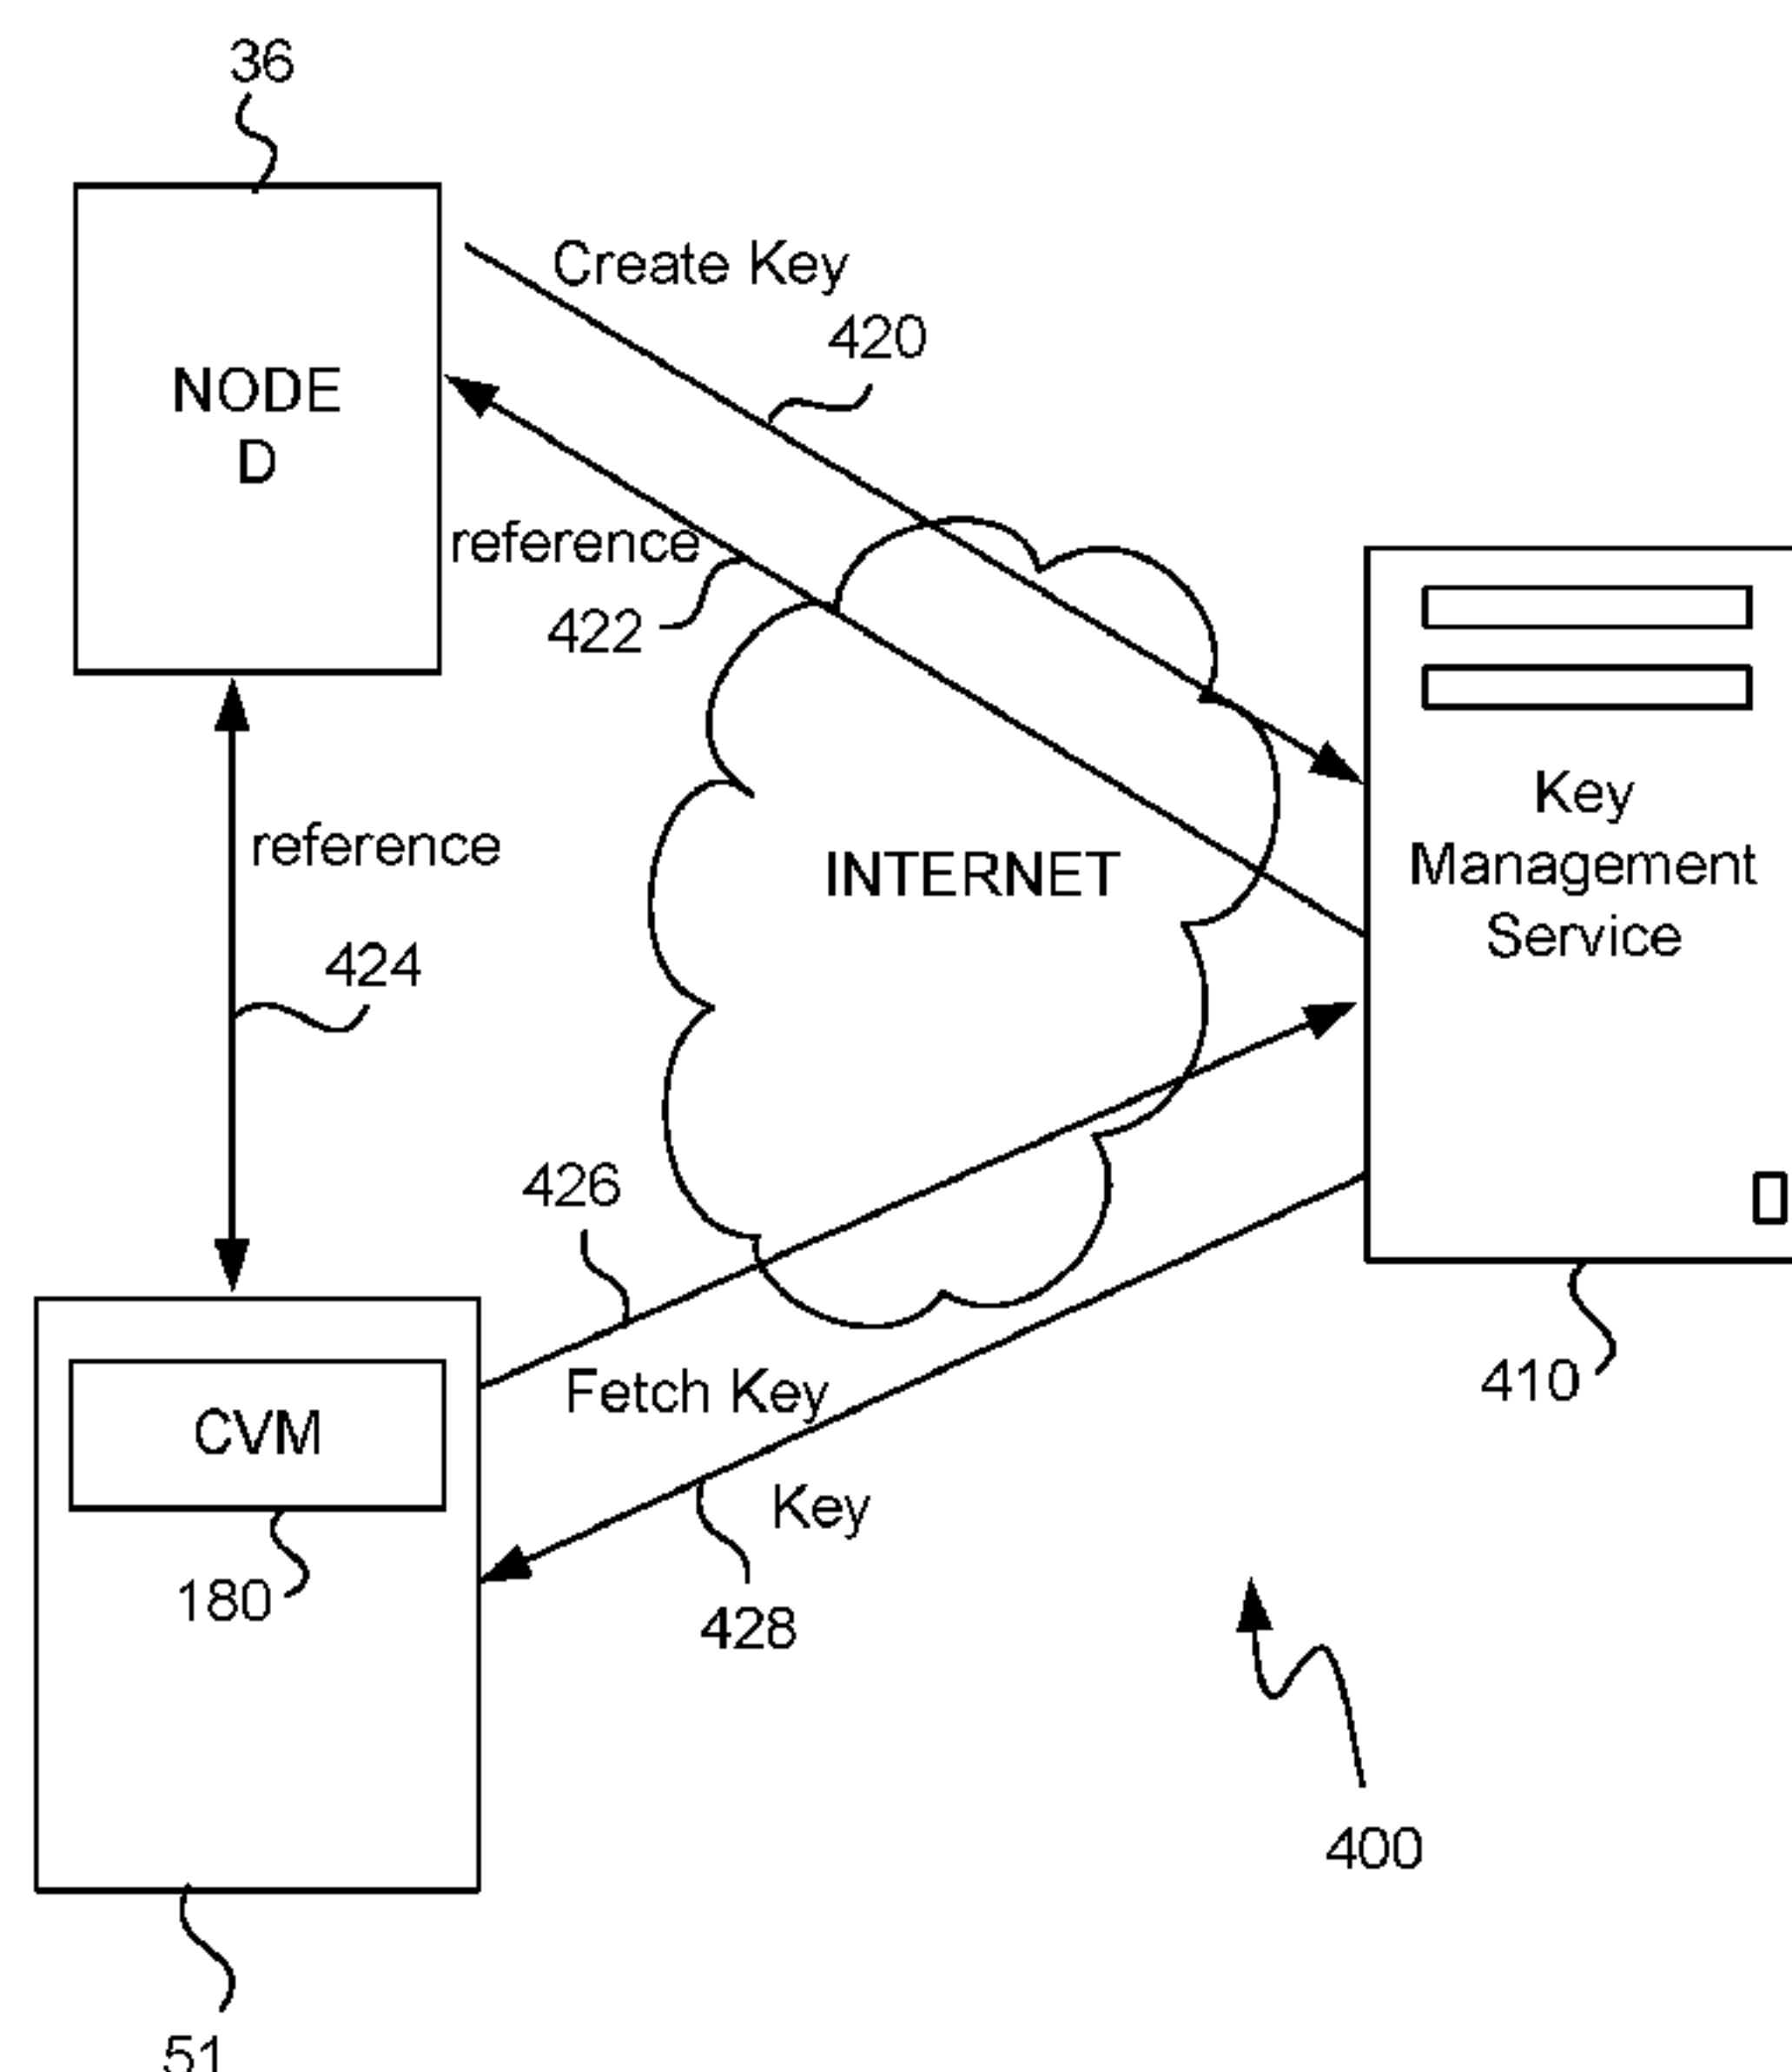 36
Create Key
420
NODE
D
reference
422
reference
424
INTERNET
Key
Management
Service
426
Fetch Key
410
CVM
Key
180
428
400
51